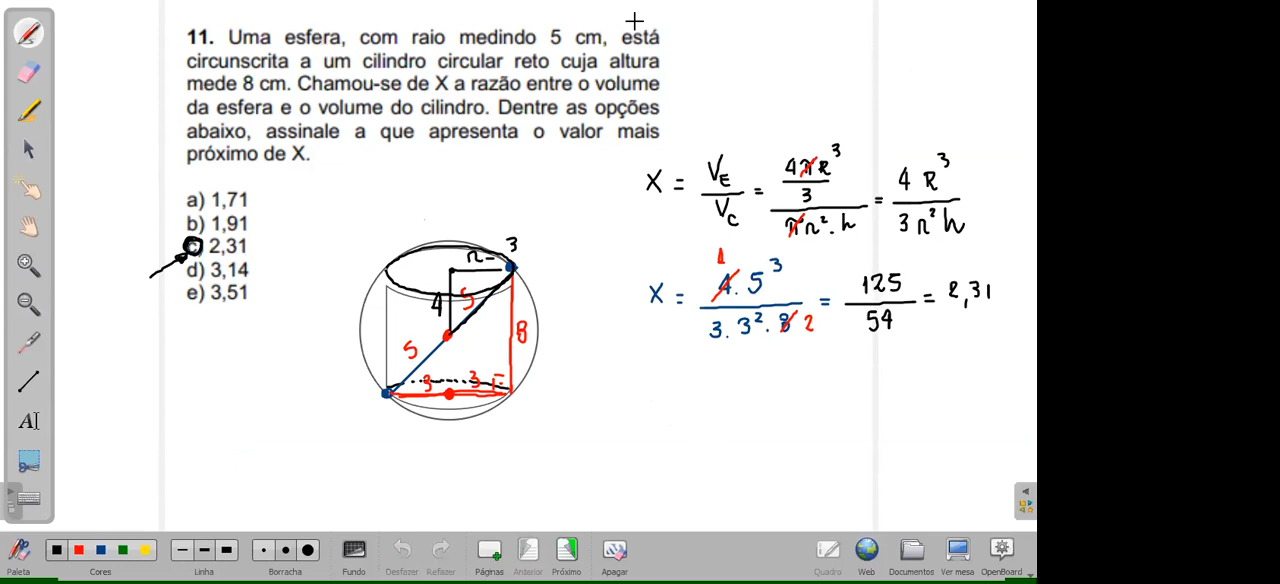 11. Uma esfera, com raio medindo 5 cm, está
circunscrita a um cilindro circular reto cuja altura
mede 8 cm. Chamou-se de X a razão entre o volume
da esfera e o volume do cilindro. Dentre as opções
abaixo, assinale a que apresenta o valor mais
próximo de X.
a) 1,71
b) 1,91
c) 2,31
d) 3,14
e) 3,51
X = V_E / V_C = (4πR³ / 3) / (πr².h) = 4 R³ / 3r²h
X = 4.5³ / 3.3².8 = 125 / 54 = 2,31
1
2
r = 3
4
5
5
8
3
3
A
Paleta
Cores
Linha
Borracha
Fundo
Desfazer
Refazer
Páginas
Anterior
Próximo
Apagar
Quadro
Web
Documentos
Ver mesa
OpenBoard